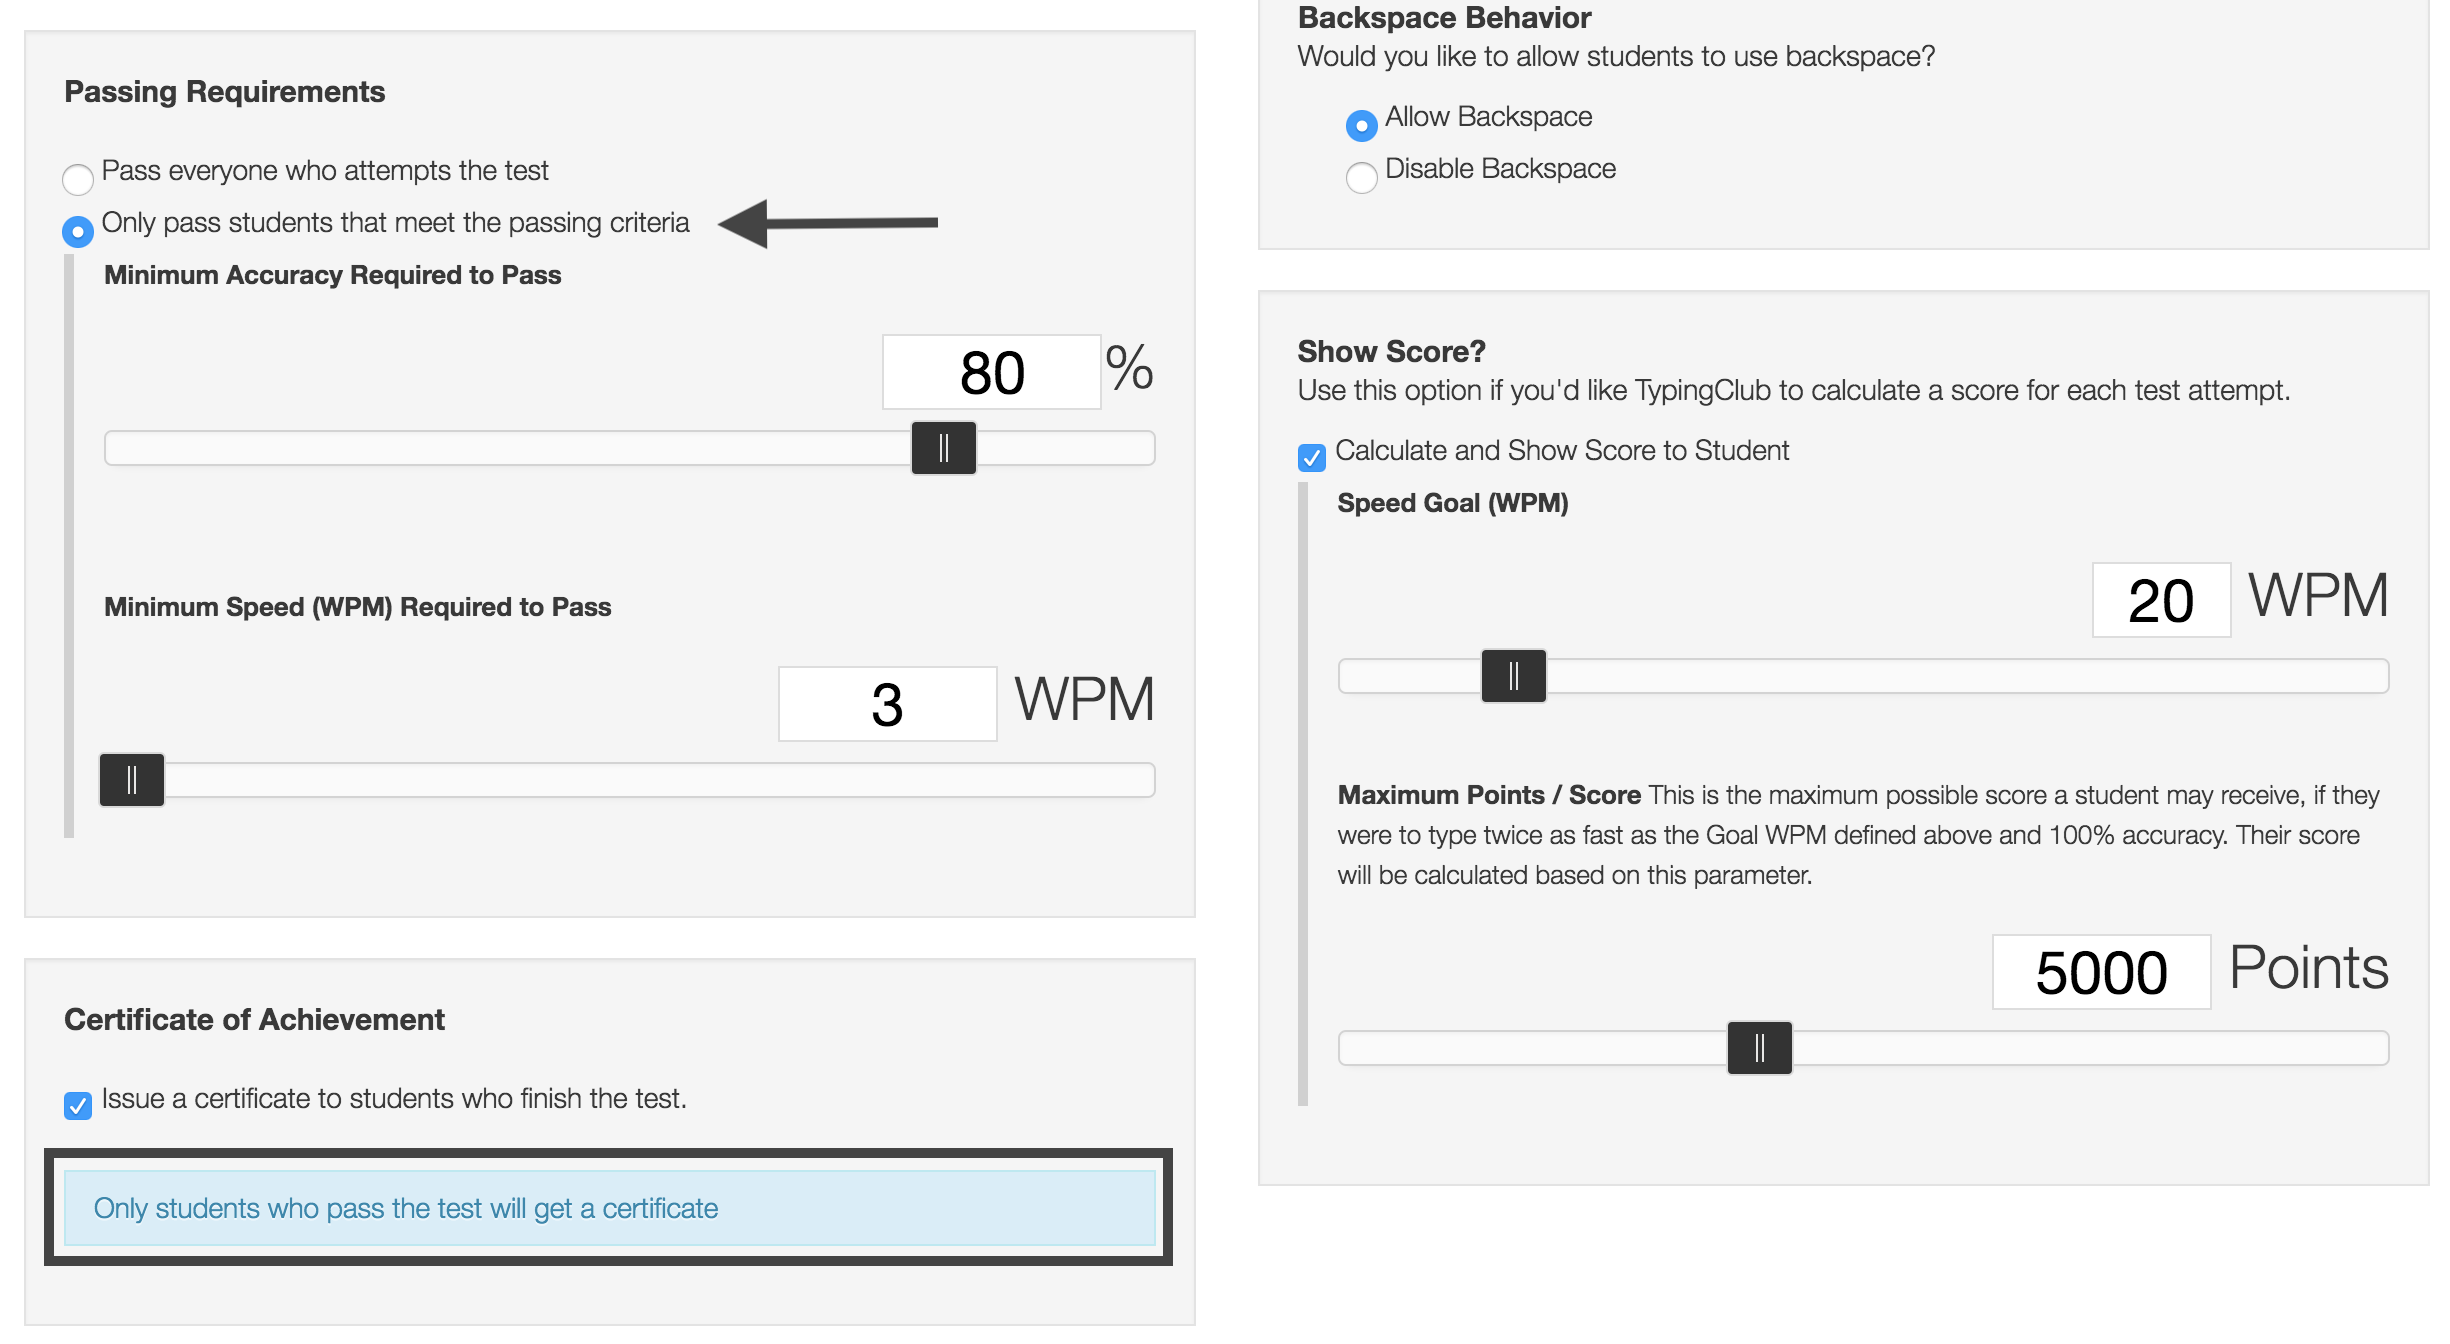 Passing Requirements
Pass everyone who attempts the test
Only pass students that meet the passing criteria
Minimum Accuracy Required to Pass
80 %
Minimum Speed (WPM) Required to Pass
3 WPM
Certificate of Achievement
Issue a certificate to students who finish the test.
Only students who pass the test will get a certificate
Backspace Behavior
Would you like to allow students to use backspace?
Allow Backspace
Disable Backspace
Show Score?
Use this option if you'd like TypingClub to calculate a score for each test attempt.
Calculate and Show Score to Student
Speed Goal (WPM)
20 WPM
Maximum Points / Score This is the maximum possible score a student may receive, if they
were to type twice as fast as the Goal WPM defined above and 100% accuracy. Their score
will be calculated based on this parameter.
5000 Points